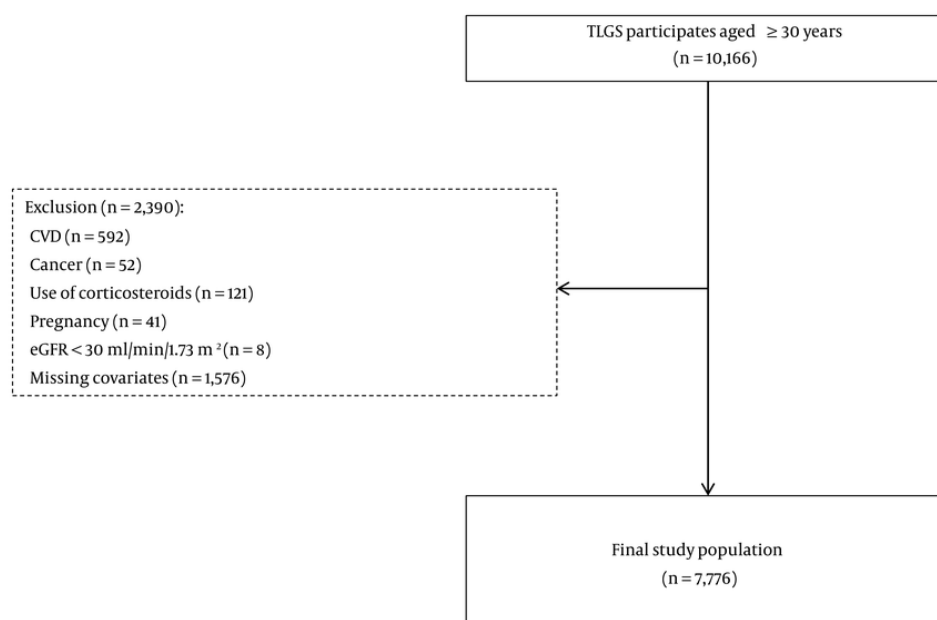 TLGS participates aged ≥ 30 years
(n = 10,166)
Exclusion (n = 2,390):
CVD (n = 592)
Cancer (n = 52)
Use of corticosteroids (n = 121)
Pregnancy (n = 41)
eGFR < 30 ml/min/1.73 m ² (n = 8)
Missing covariates (n = 1,576)
Final study population
(n = 7,776)